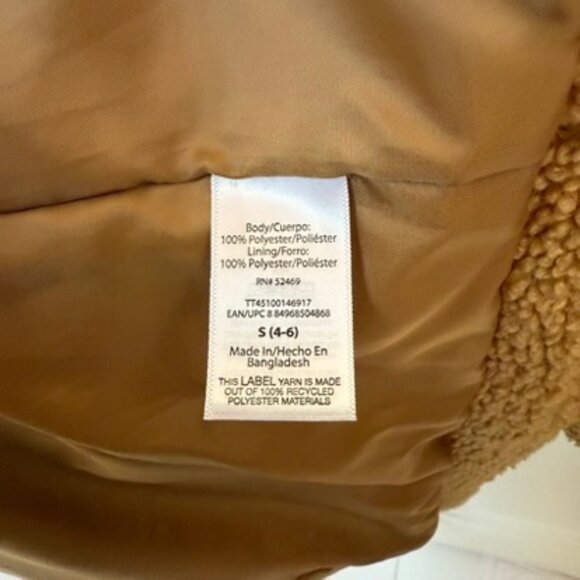 Body/Cuerpo:
100% Polyester/Poliéster
Lining/Forro:
100% Polyester/Poliéster
RN# 52469
TT45100146917
EAN/UPC 8 84968504868
S (4-6)
Made In/Hecho En
Bangladesh
THIS LABEL YARN IS MADE
OUT OF 100% RECYCLED
POLYESTER MATERIALS